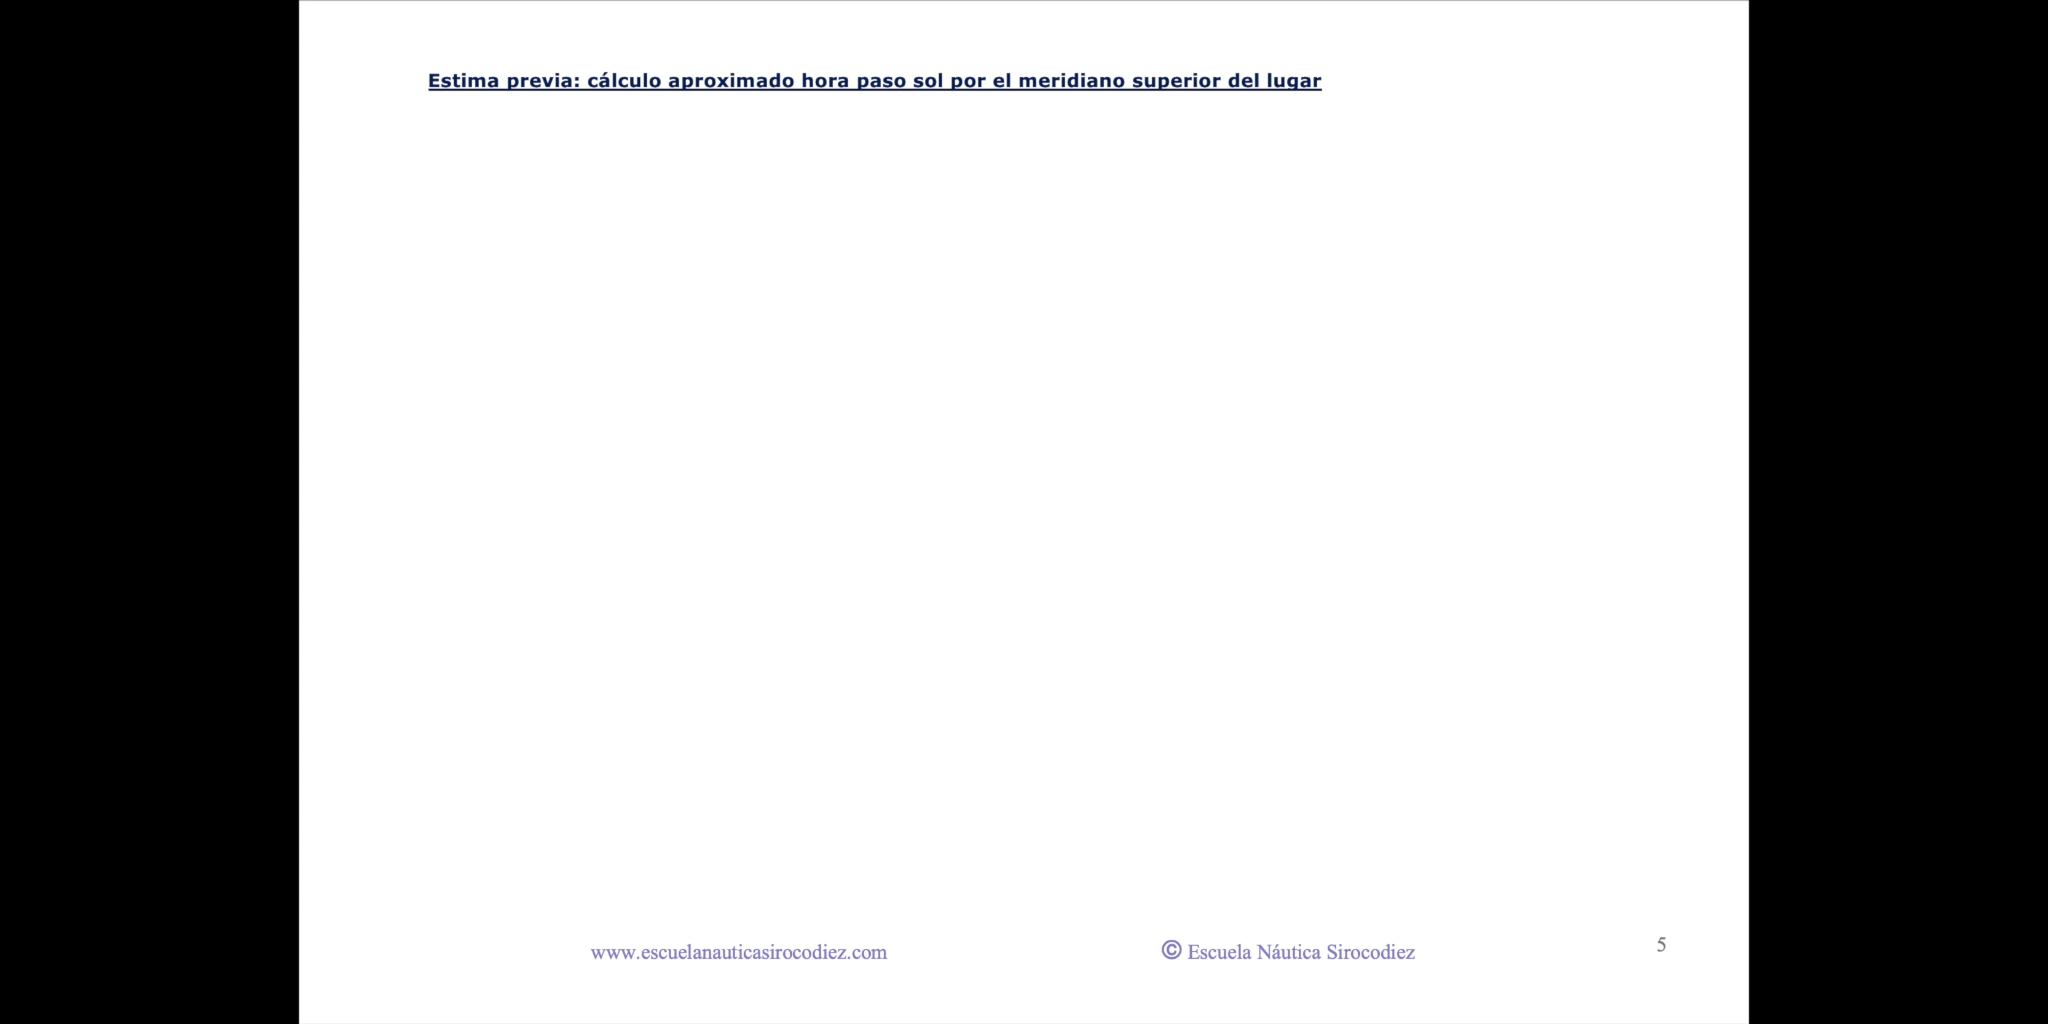 Estima previa: cálculo aproximado hora paso sol por el meridiano superior del lugar
www.escuelanauticasirocodiez.com
© Escuela Náutica Sirocodiez
5